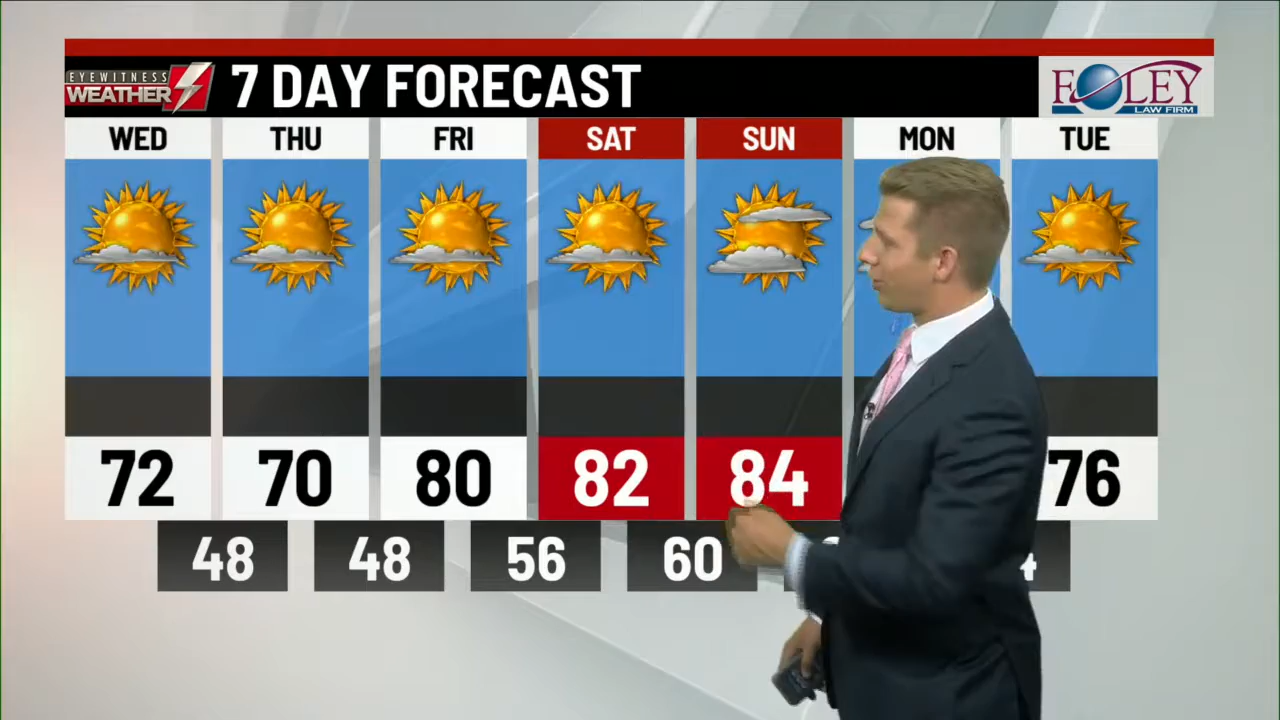 EYEWITNESS
WEATHER
7 DAY FORECAST
FOLEY
LAW FIRM
WED THU FRI SAT SUN MON TUE
72 70 80 82 84 76
48 48 56 60